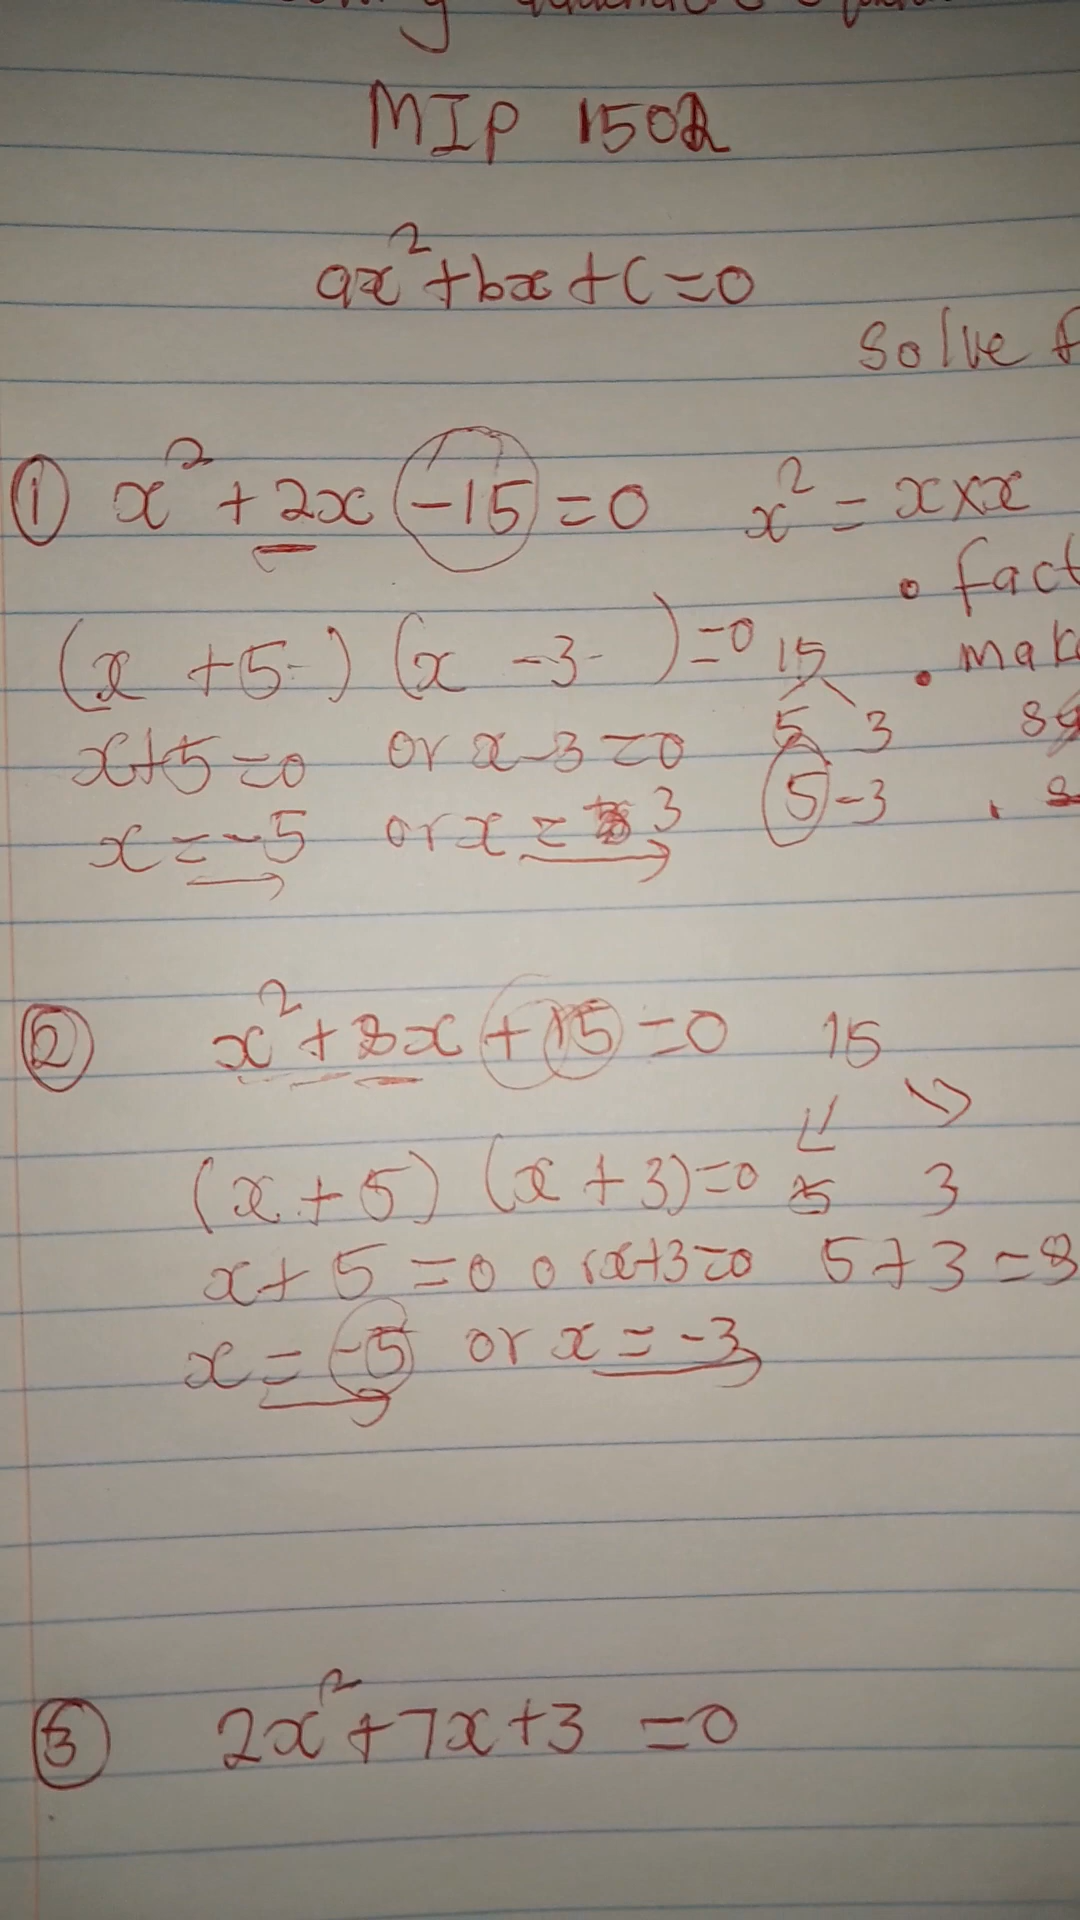 MIP 1502
ax² + bx + c = 0
Solve
① x² + 2x - 15 = 0 x² = x × x
• fact
(x + 5) (x - 3) = 0 15 • mak
x + 5 = 0 or x - 3 = 0 5 3
x = -5 or x = 3 5 - 3
② x² + 8x + 15 = 0 15
(x + 5) (x + 3) = 0 5 3
x + 5 = 0 or x + 3 = 0 5 + 3 = 8
x = -5 or x = -3
③ 2x² + 7x + 3 = 0